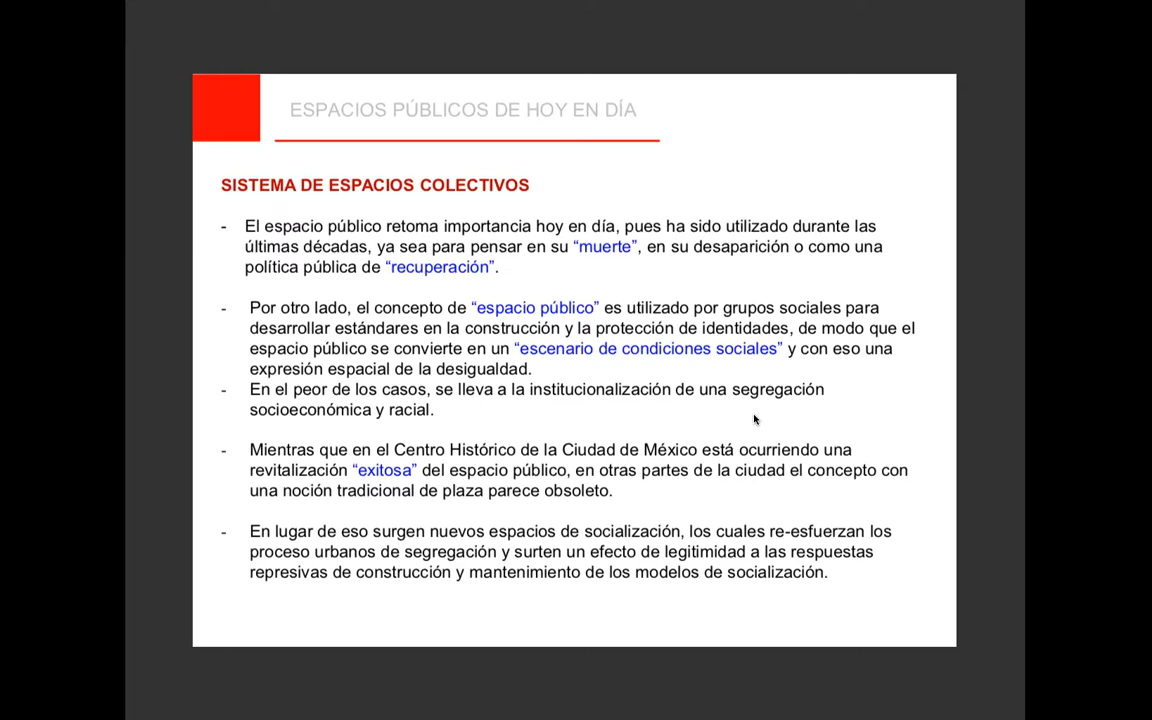 ESPACIOS PÚBLICOS DE HOY EN DÍA
SISTEMA DE ESPACIOS COLECTIVOS
- El espacio público retoma importancia hoy en día, pues ha sido utilizado durante las
últimas décadas, ya sea para pensar en su “muerte”, en su desaparición o como una
política pública de “recuperación”.
- Por otro lado, el concepto de “espacio público” es utilizado por grupos sociales para
desarrollar estándares en la construcción y la protección de identidades, de modo que el
espacio público se convierte en un “escenario de condiciones sociales” y con eso una
expresión espacial de la desigualdad.
- En el peor de los casos, se lleva a la institucionalización de una segregación
socioeconómica y racial.
- Mientras que en el Centro Histórico de la Ciudad de México está ocurriendo una
revitalización “exitosa” del espacio público, en otras partes de la ciudad el concepto con
una noción tradicional de plaza parece obsoleto.
- En lugar de eso surgen nuevos espacios de socialización, los cuales re-esfuerzan los
proceso urbanos de segregación y surten un efecto de legitimidad a las respuestas
represivas de construcción y mantenimiento de los modelos de socialización.